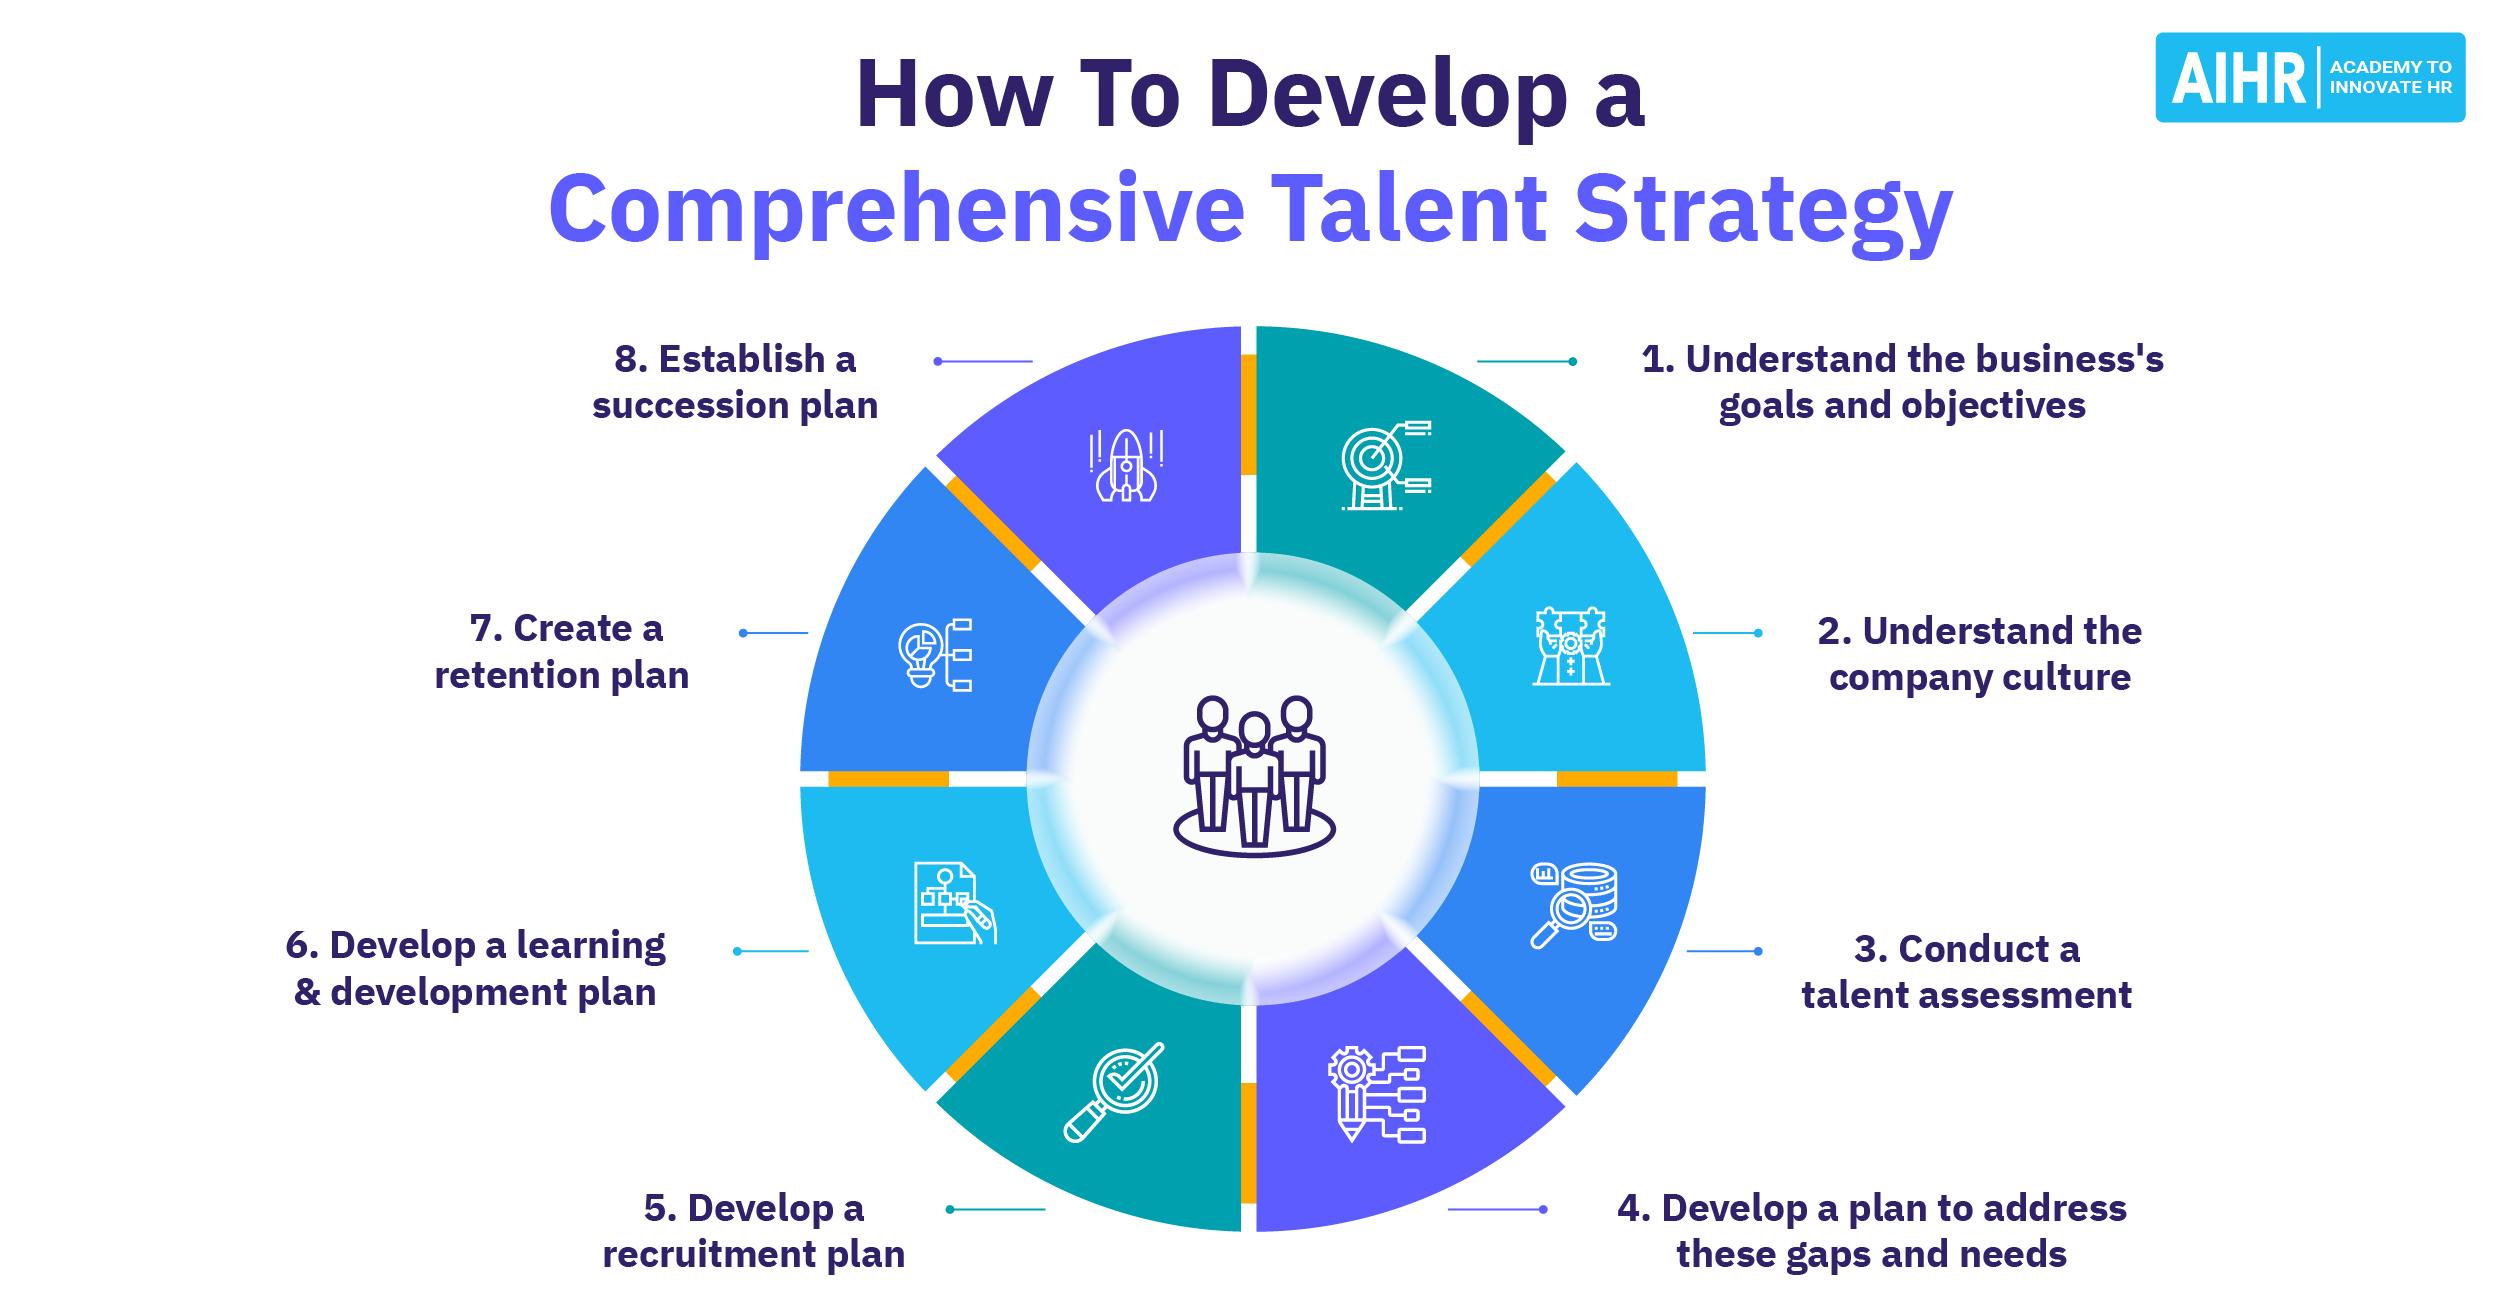 How To Develop a
Comprehensive Talent Strategy
AIHR
ACADEMY TO
INNOVATE HR
1. Understand the business's
goals and objectives
2. Understand the
company culture
3. Conduct a
talent assessment
4. Develop a plan to address
these gaps and needs
5. Develop a
recruitment plan
6. Develop a learning
& development plan
7. Create a
retention plan
8. Establish a
succession plan